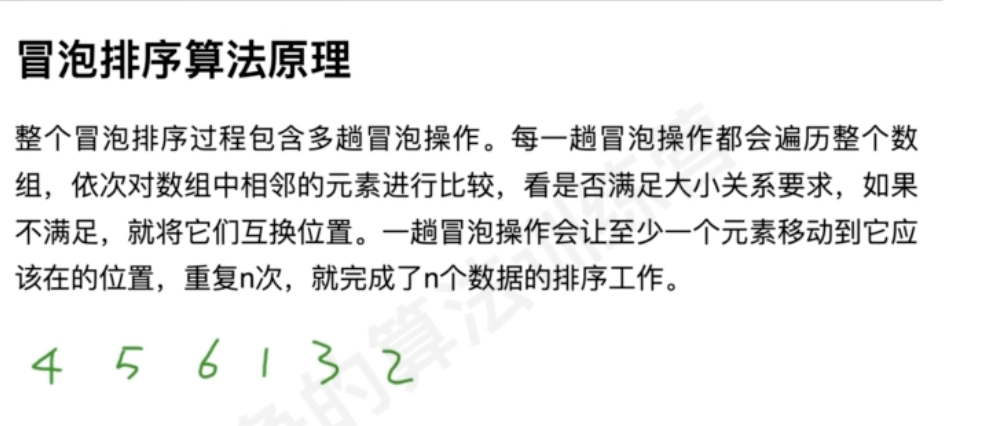 冒泡排序算法原理
整个冒泡排序过程包含多趟冒泡操作。每一趟冒泡操作都会遍历整个数
组，依次对数组中相邻的元素进行比较，看是否满足大小关系要求，如果
不满足，就将它们互换位置。一趟冒泡操作会让至少一个元素移动到它应
该在的位置，重复n次，就完成了n个数据的排序工作。
4 5 6 1 3 2
的算法训练营